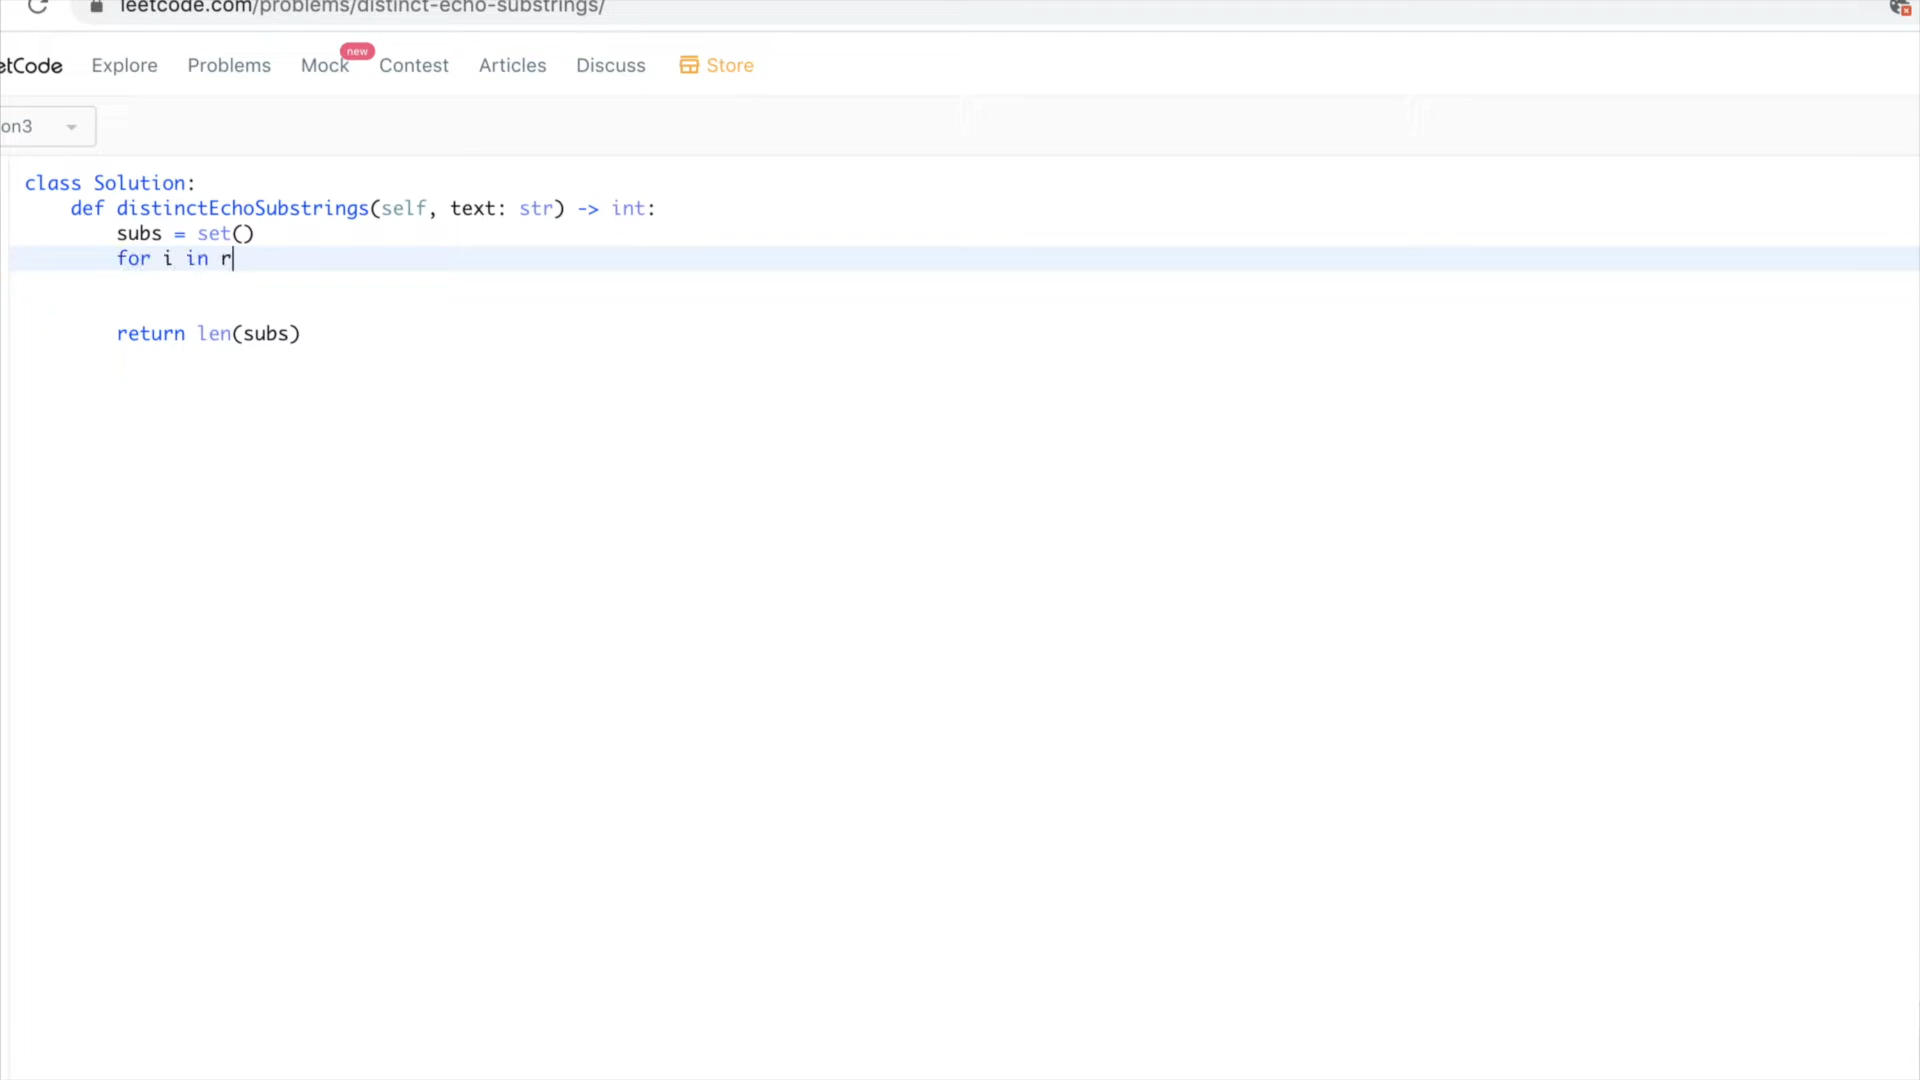 leetcode.com/problems/distinct-echo-substrings/
etCode Explore Problems Mock new Contest Articles Discuss Store
on3
class Solution:
def distinctEchoSubstrings(self, text: str) -> int:
subs = set()
for i in r
return len(subs)